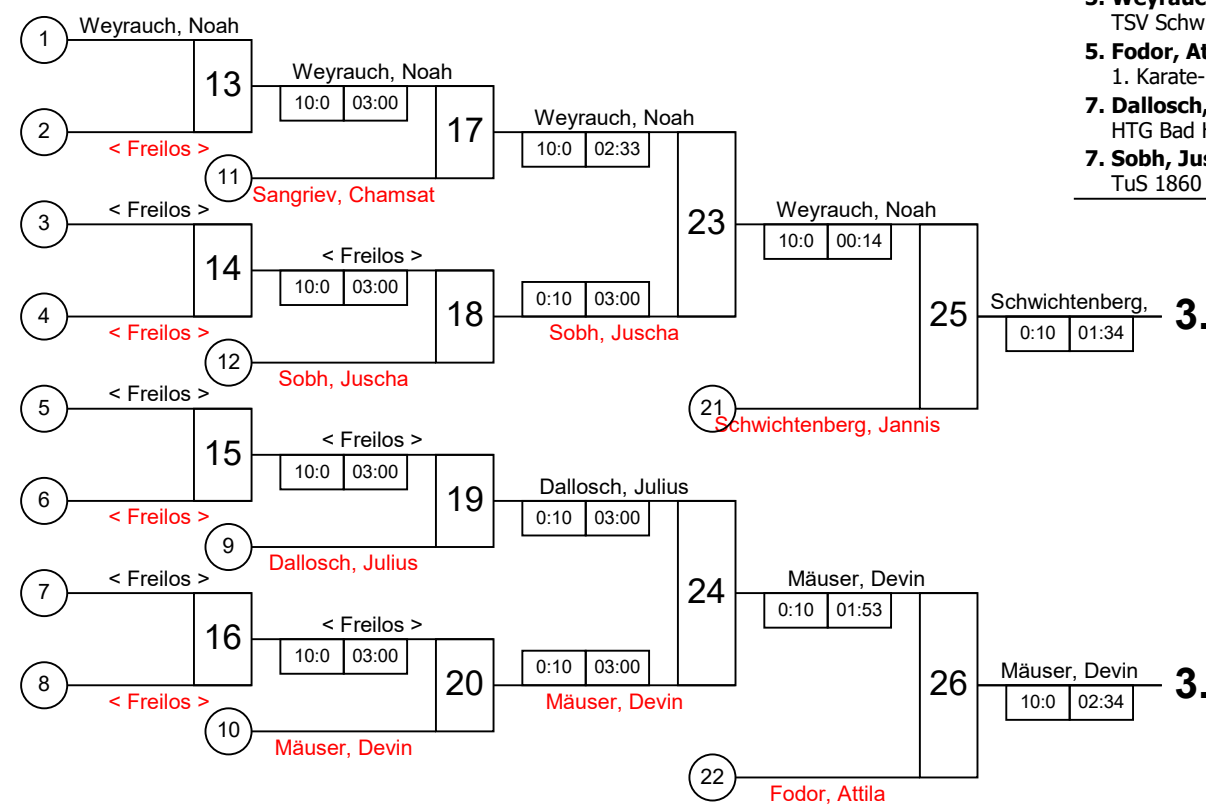 3. Weyrauc
TSV Schw
5. Fodor, At
1. Karate-
7. Dallosch,
HTG Bad H
7. Sobh, Jus
TuS 1860
1 Weyrauch, Noah
13
Weyrauch, Noah
10:0 03:00
2
< Freilos >
17
Weyrauch, Noah
10:0 02:33
11
Sangriev, Chamsat
3
< Freilos >
23
Weyrauch, Noah
10:0 00:14
14
< Freilos >
10:0 03:00
4
< Freilos >
18
0:10 03:00
Sobh, Juscha
12
Sobh, Juscha
25
Schwichtenberg,
0:10 01:34
3.
5
< Freilos >
21
Schwichtenberg, Jannis
15
< Freilos >
10:0 03:00
6
< Freilos >
19
Dallosch, Julius
0:10 03:00
9
Dallosch, Julius
7
< Freilos >
24
Mäuser, Devin
0:10 01:53
16
< Freilos >
10:0 03:00
8
< Freilos >
20
0:10 03:00
Mäuser, Devin
10
Mäuser, Devin
26
Mäuser, Devin
10:0 02:34
3.
22
Fodor, Attila